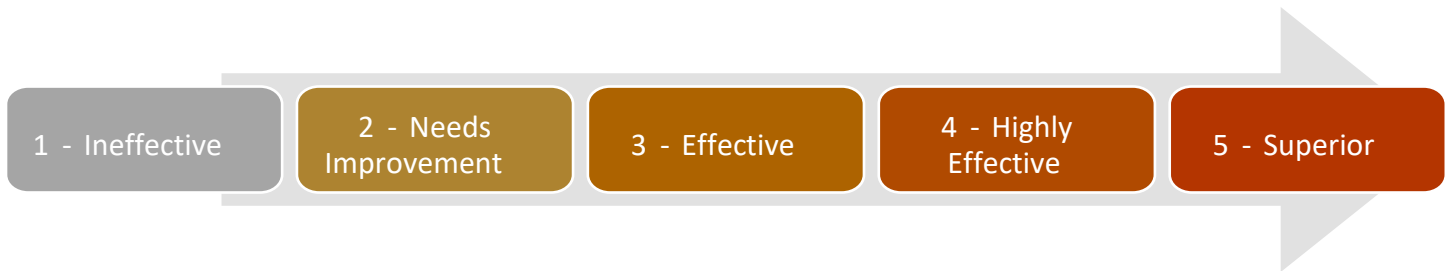 1 - Ineffective
2 - Needs
Improvement
3 - Effective
4 - Highly
Effective
5 - Superior